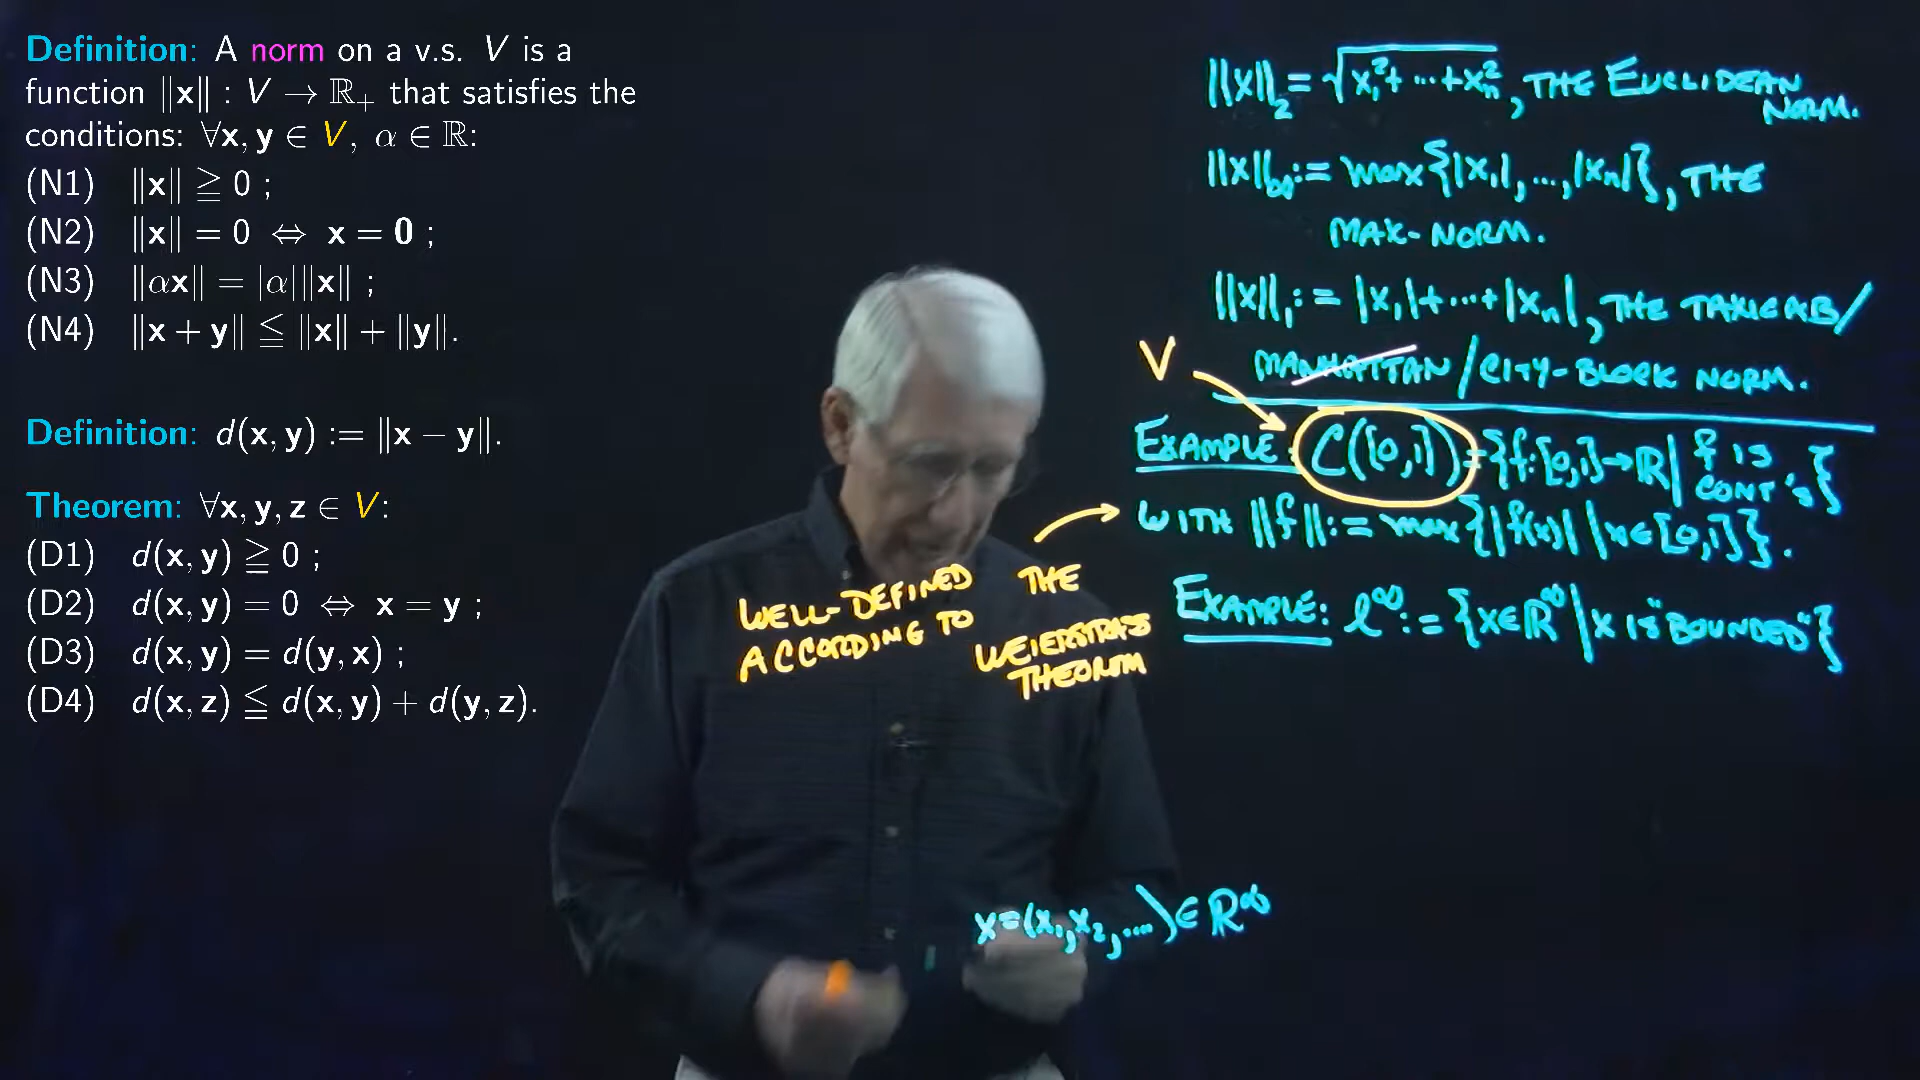 Definition: A norm on a v.s. V is a
function ‖x‖ : V → ℝ₊ that satisfies the
conditions: ∀x, y ∈ V, α ∈ ℝ:
(N1) ‖x‖ ≧ 0 ;
(N2) ‖x‖ = 0 ⇔ x = 0 ;
(N3) ‖αx‖ = |α|‖x‖ ;
(N4) ‖x + y‖ ≦ ‖x‖ + ‖y‖.
Definition: d(x, y) := ‖x − y‖.
Theorem: ∀x, y, z ∈ V:
(D1) d(x, y) ≧ 0 ;
(D2) d(x, y) = 0 ⇔ x = y ;
(D3) d(x, y) = d(y, x) ;
(D4) d(x, z) ≦ d(x, y) + d(y, z).
‖x‖₂ = √(x₁² + ··· + xₙ²), THE EUCLIDEAN
NORM.
‖x‖∞ := max{|x₁|, ..., |xₙ|}, THE
MAX-NORM.
‖x‖₁ := |x₁| + ··· + |xₙ|, THE TAXICAB/
MANHATTAN/CITY-BLOCK NORM.
V
EXAMPLE: C([0,1]) = {f:[0,1]→ℝ | f IS
CONT'S}
WITH ‖f‖ := max{|f(x)| | x∈[0,1]}.
WELL-DEFINED THE
ACCORDING TO WEIERSTRASS
THEOREM
EXAMPLE: l^∞ := {x∈ℝ^∞ | x IS "BOUNDED"}
x=(x₁,x₂,....)∈ℝ^∞